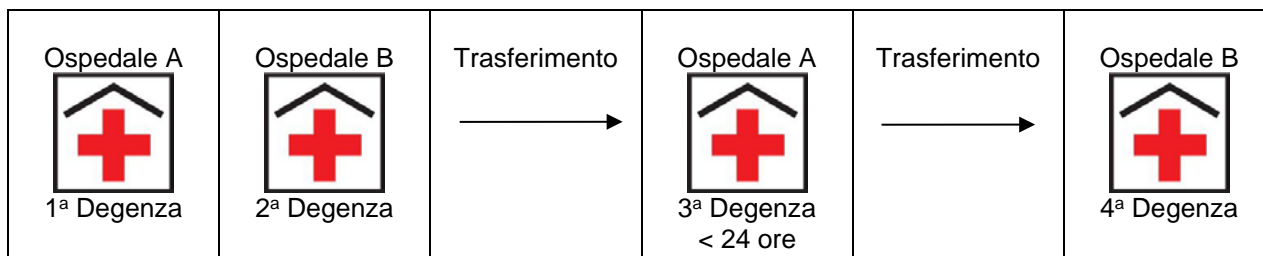 Ospedale A
1ª Degenza
Ospedale B
2ª Degenza
Trasferimento
Ospedale A
3ª Degenza
< 24 ore
Trasferimento
Ospedale B
4ª Degenza